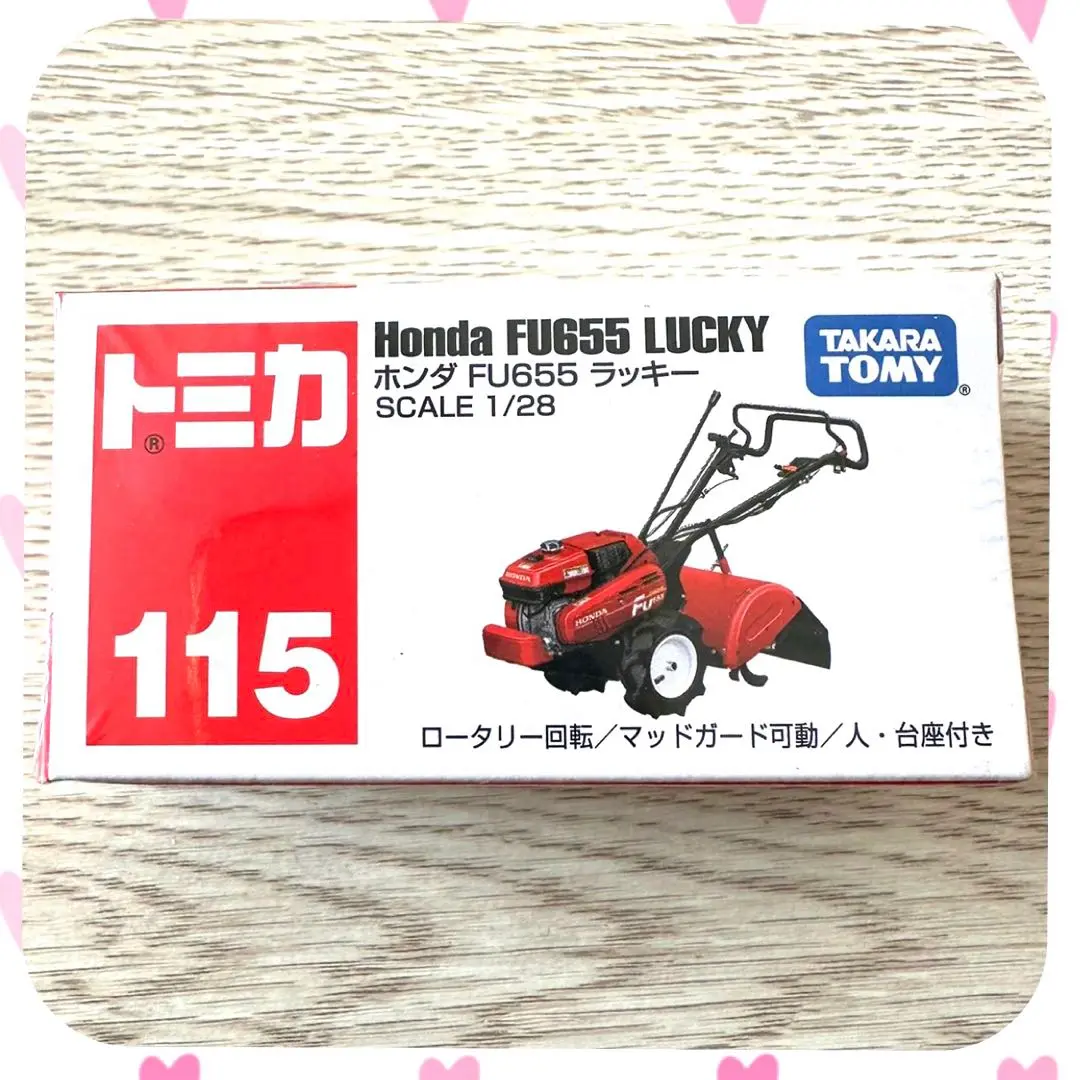 トミカ
®
115
Honda FU655 LUCKY
ホンダ FU655 ラッキー
SCALE 1/28
TAKARA
TOMY
®
HONDA
HONDA
ロータリー回転／マッドガード可動／人・台座付き